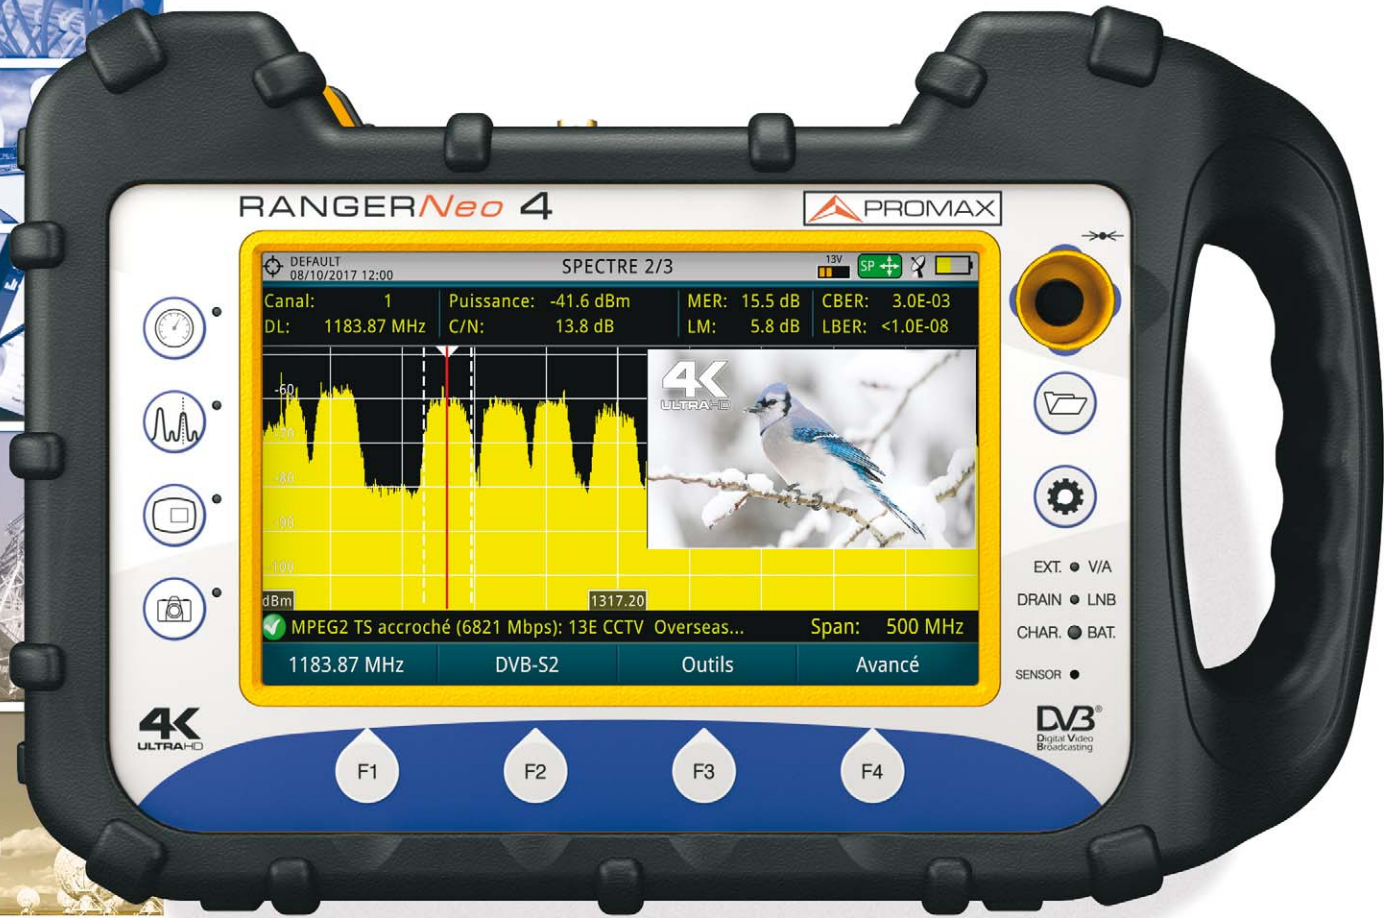 RANGERNeo 4
PROMAX
DEFAULT
08/10/2017 12:00
SPECTRE 2/3
13V
SP
Canal: 1
Puissance: -41.6 dBm
MER: 15.5 dB
CBER: 3.0E-03
DL: 1183.87 MHz
C/N: 13.8 dB
LM: 5.8 dB
LBER: <1.0E-08
-60
-70
-80
-90
-100
dBm
4K
ULTRAHD
1317.20
MPEG2 TS accroché (6821 Mbps): 13E CCTV Overseas...
Span: 500 MHz
1183.87 MHz
DVB-S2
Outils
Avancé
EXT. V/A
DRAIN LNB
CHAR. BAT.
SENSOR
4K
ULTRAHD
DVB®
Digital Video
Broadcasting
F1
F2
F3
F4